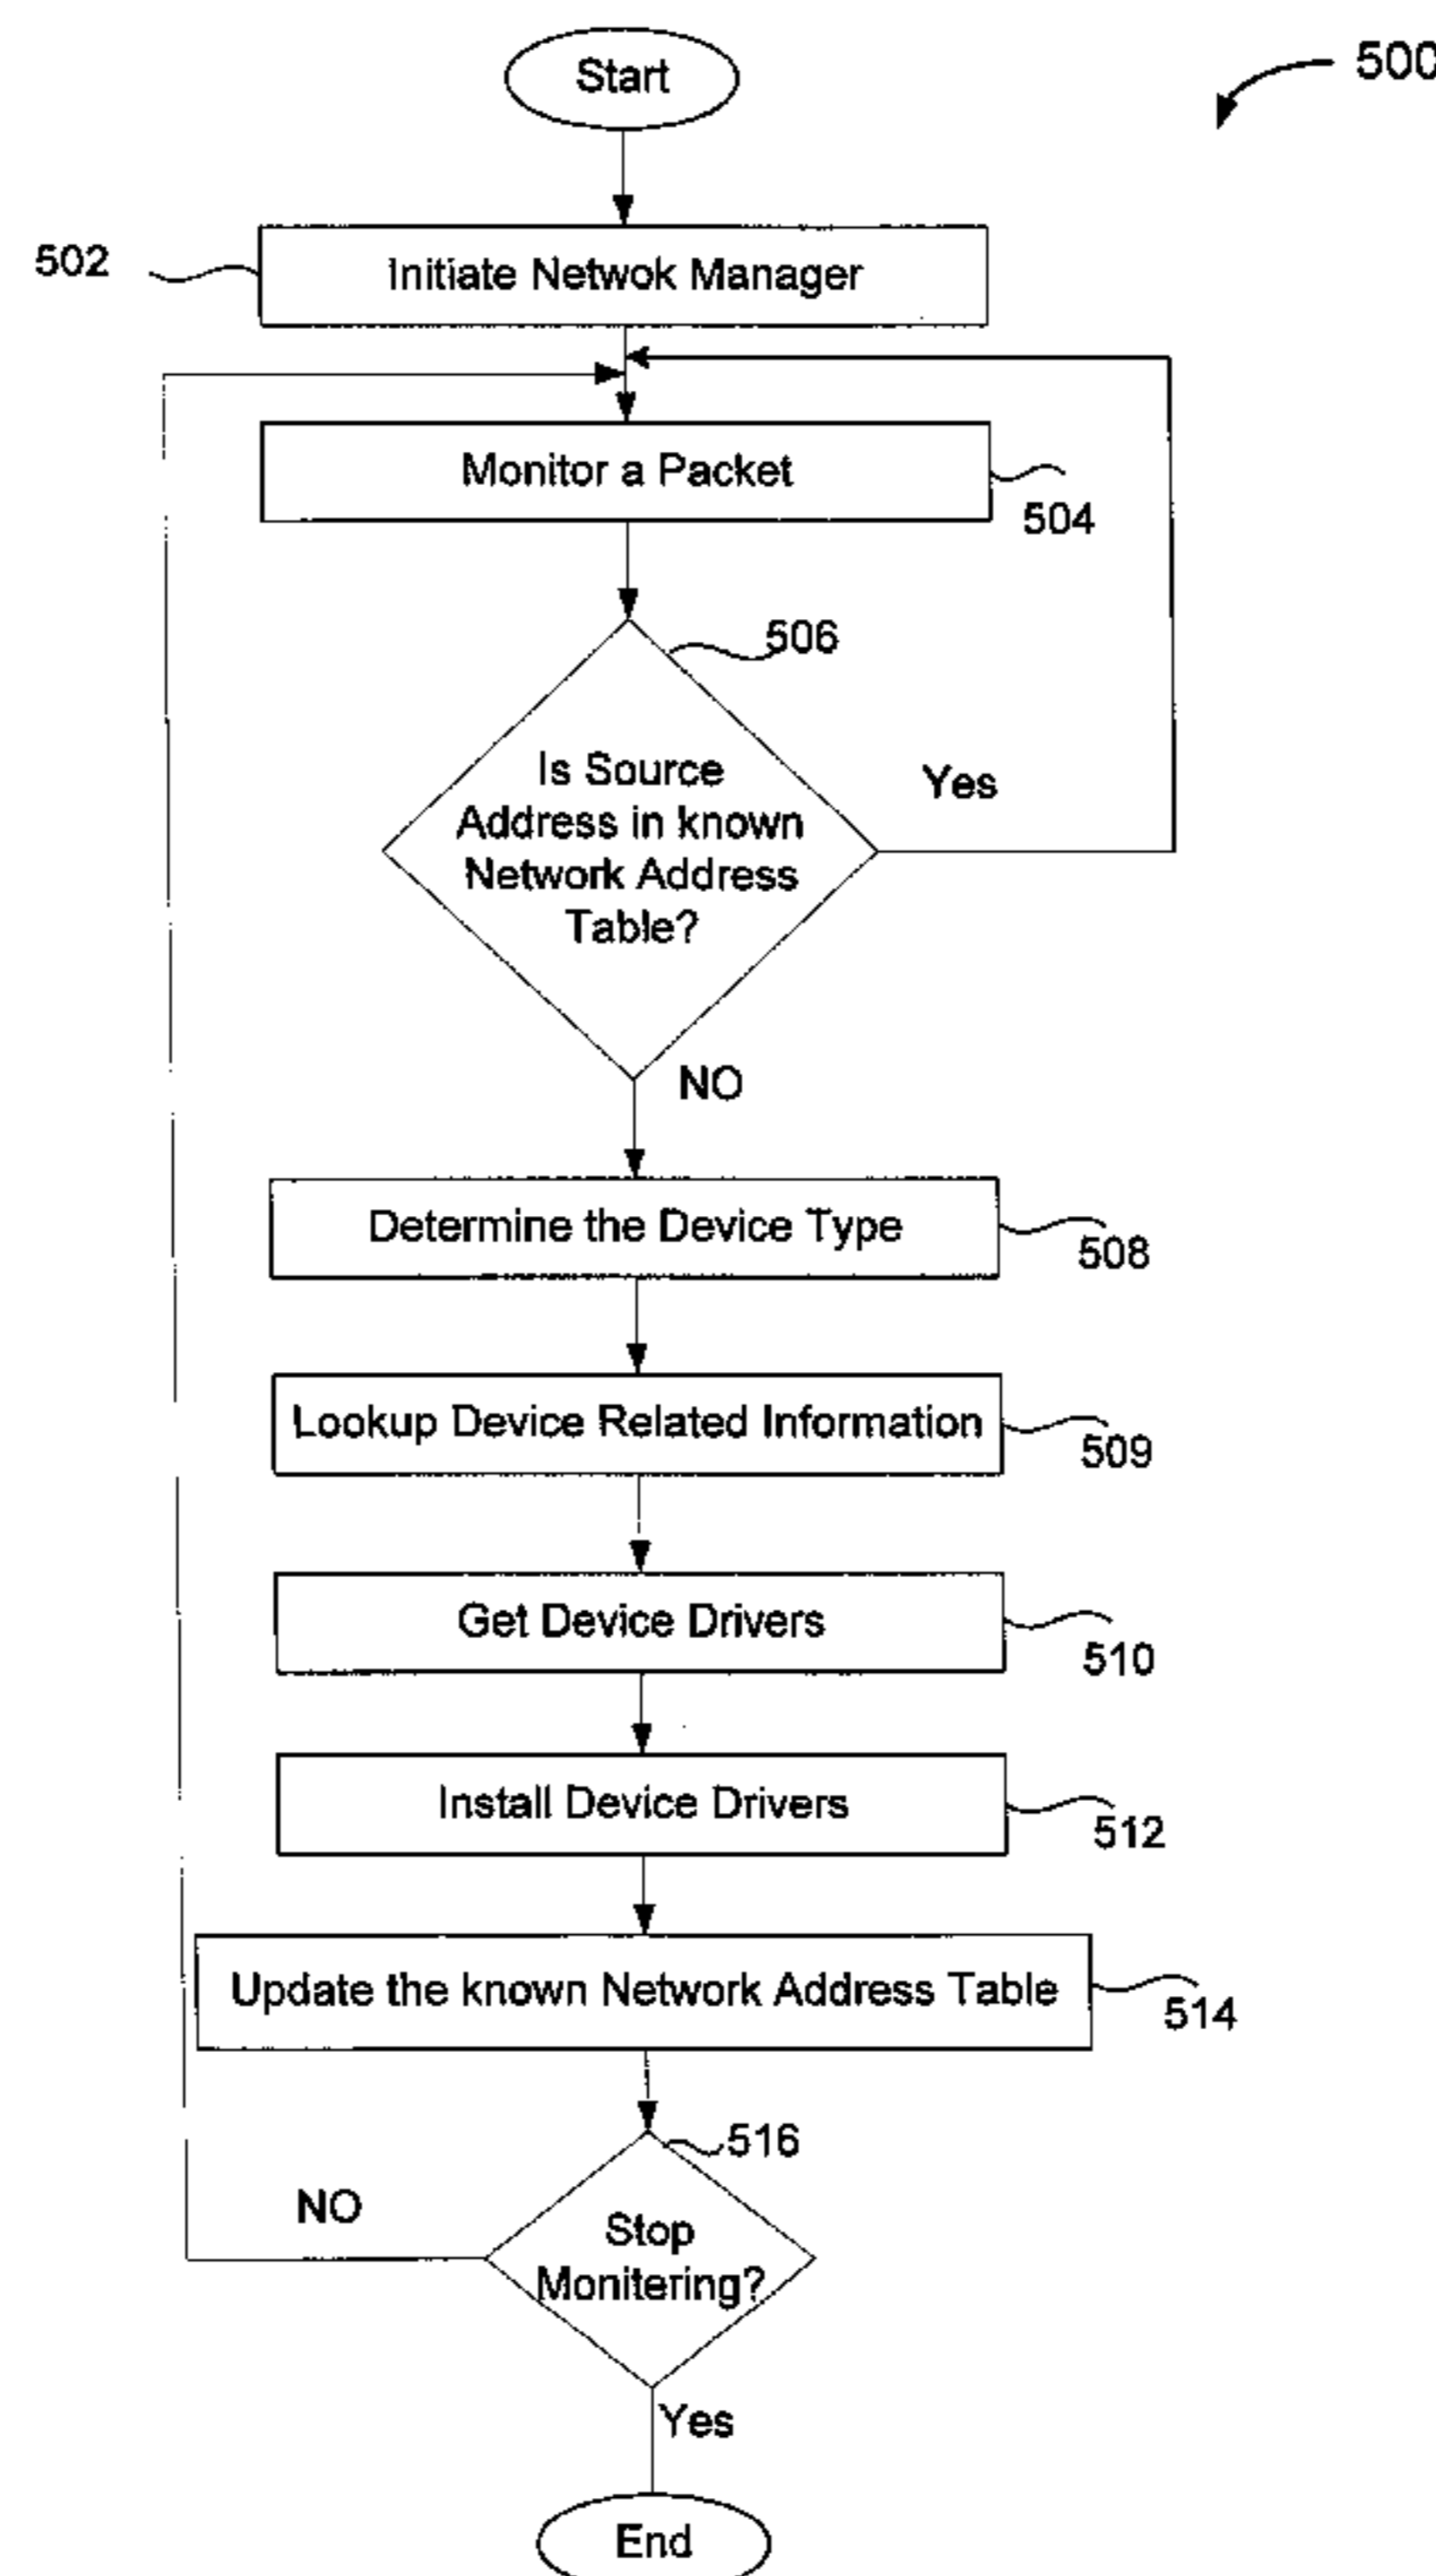 Start
500
502
Initiate Netwok Manager
Monitor a Packet
504
506
Is Source
Address in known
Network Address
Table?
Yes
NO
Determine the Device Type
508
Lookup Device Related Information
509
Get Device Drivers
510
Install Device Drivers
512
Update the known Network Address Table
514
516
NO
Stop
Monitering?
Yes
End